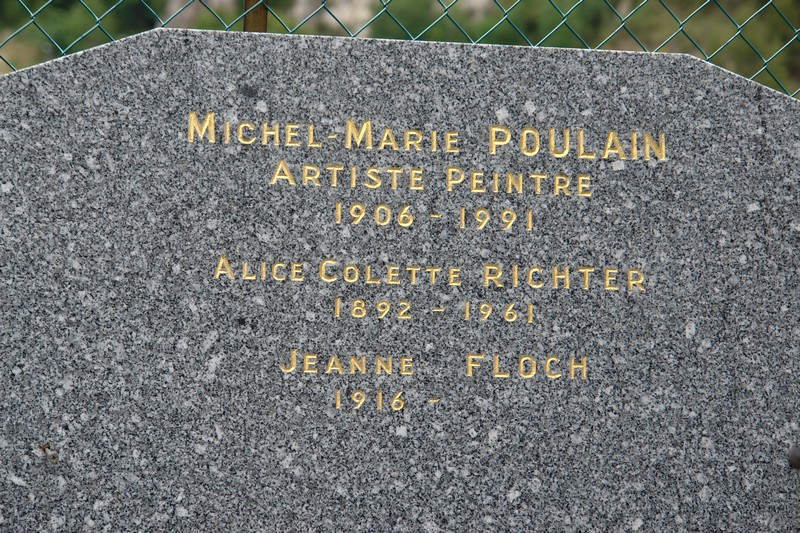 MICHEL-MARIE POULAIN
ARTISTE PEINTRE
1906 - 1991
ALICE COLETTE RICHTER
1892 - 1961
JEANNE FLOCH
1916 -